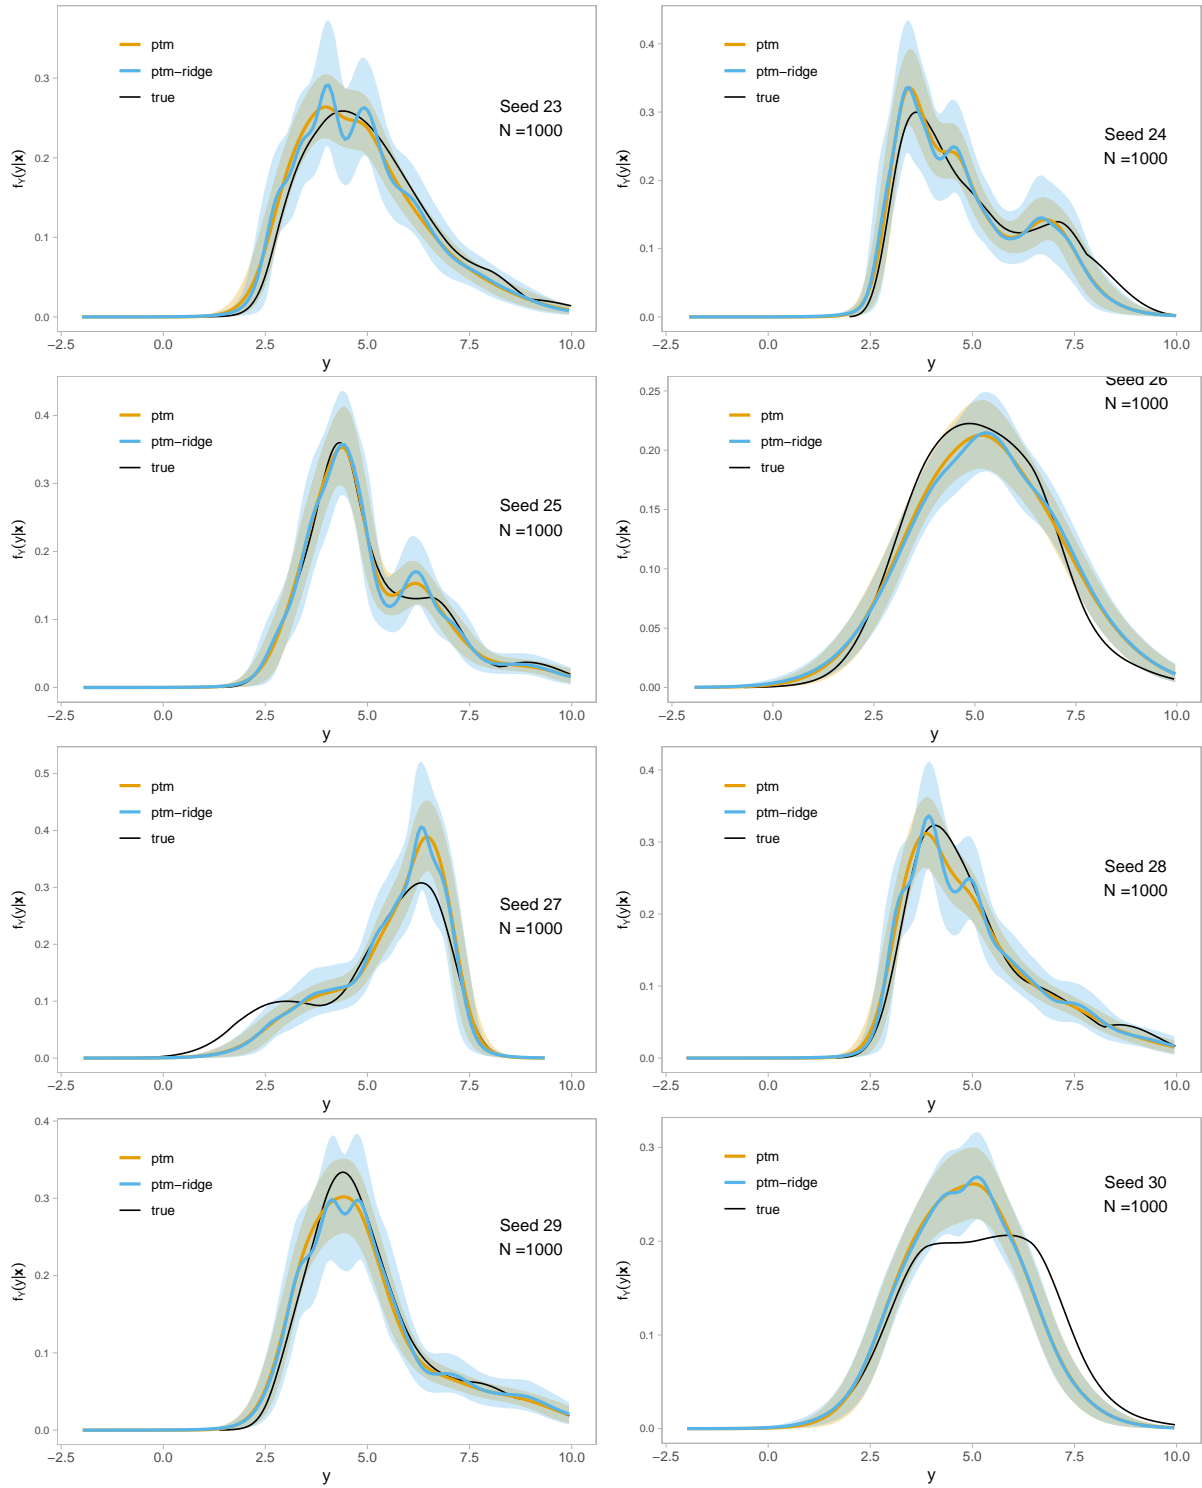 ptm
ptm−ridge
true
Seed 23
N =1000
0.3
0.2
0.1
0.0
fY(y|x)
−2.5 0.0 2.5 5.0 7.5 10.0
y
ptm
ptm−ridge
true
Seed 24
N =1000
0.4
0.3
0.2
0.1
0.0
fY(y|x)
−2.5 0.0 2.5 5.0 7.5 10.0
y
ptm
ptm−ridge
true
Seed 25
N =1000
0.4
0.3
0.2
0.1
0.0
fY(y|x)
−2.5 0.0 2.5 5.0 7.5 10.0
y
Seed 26
N =1000
ptm
ptm−ridge
true
0.25
0.20
0.15
0.10
0.05
0.00
fY(y|x)
−2.5 0.0 2.5 5.0 7.5 10.0
y
ptm
ptm−ridge
true
Seed 27
N =1000
0.5
0.4
0.3
0.2
0.1
0.0
fY(y|x)
−2.5 0.0 2.5 5.0 7.5 10.0
y
ptm
ptm−ridge
true
Seed 28
N =1000
0.4
0.3
0.2
0.1
0.0
fY(y|x)
−2.5 0.0 2.5 5.0 7.5 10.0
y
ptm
ptm−ridge
true
Seed 29
N =1000
0.4
0.3
0.2
0.1
0.0
fY(y|x)
−2.5 0.0 2.5 5.0 7.5 10.0
y
ptm
ptm−ridge
true
Seed 30
N =1000
0.3
0.2
0.1
0.0
fY(y|x)
−2.5 0.0 2.5 5.0 7.5 10.0
y